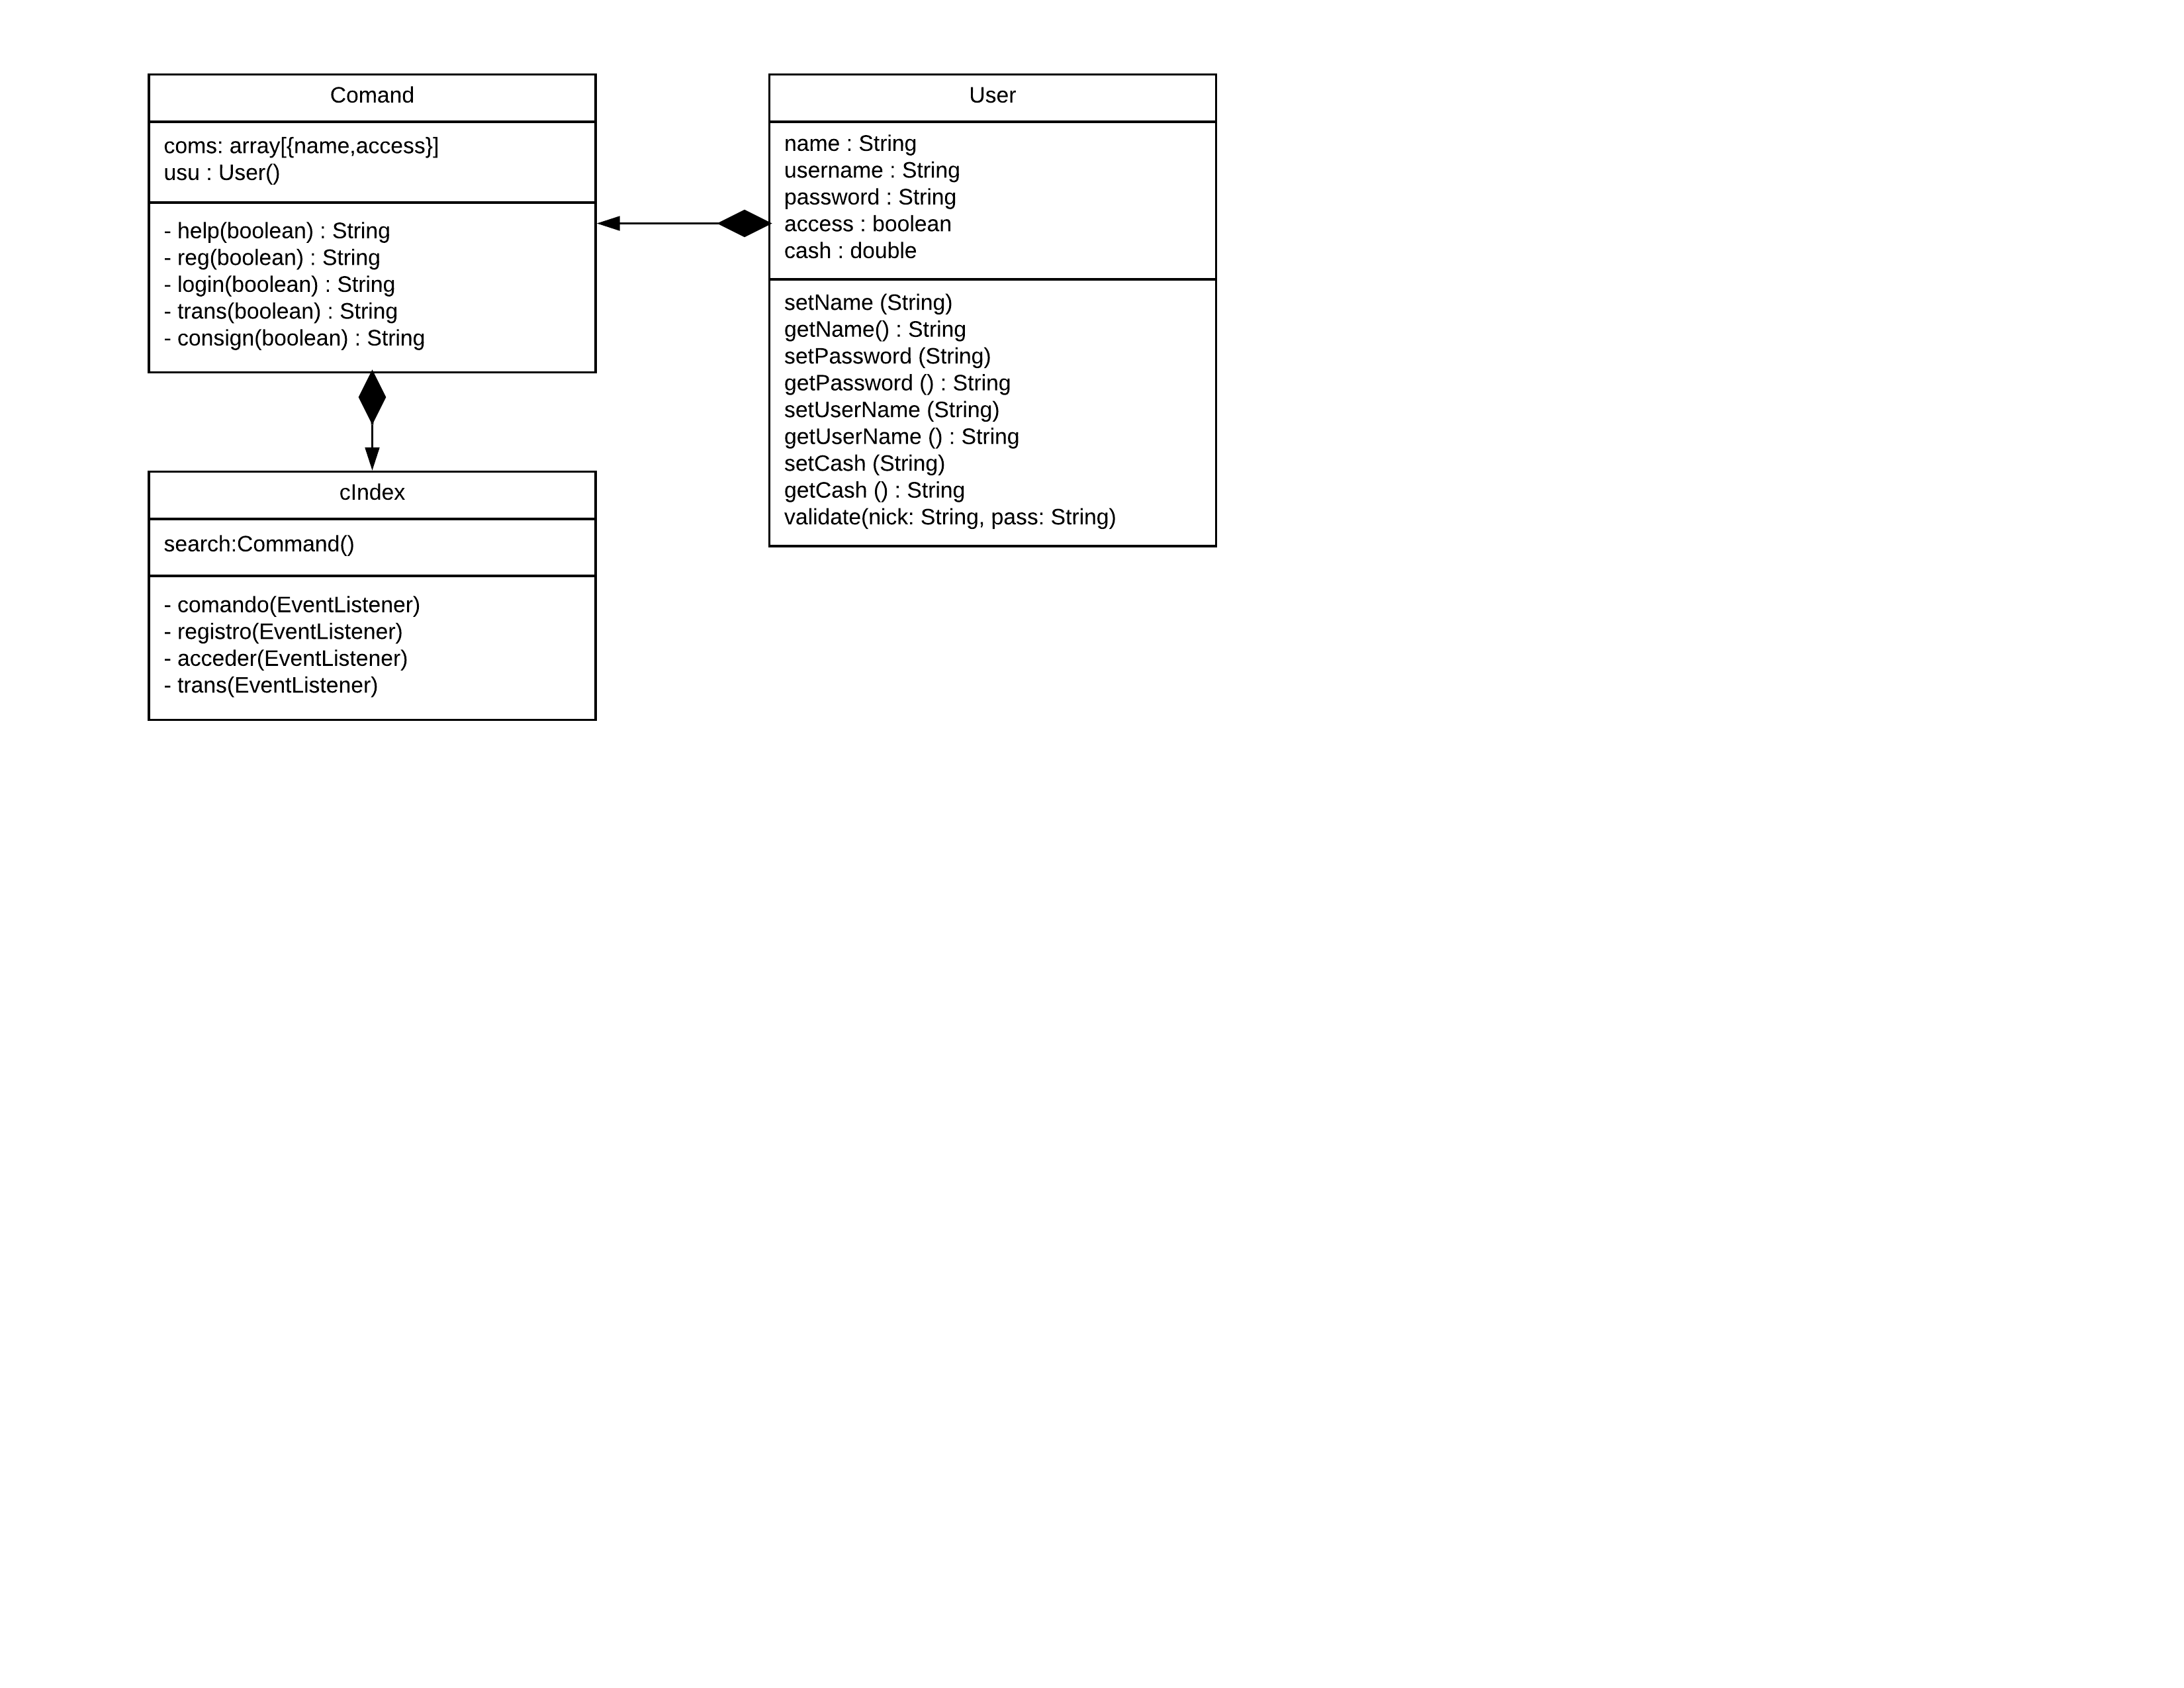 Comand
coms: array[{name,access}]
usu : User()
- help(boolean) : String
- reg(boolean) : String
- login(boolean) : String
- trans(boolean) : String
- consign(boolean) : String
User
name : String
username : String
password : String
access : boolean
cash : double
setName (String)
getName() : String
setPassword (String)
getPassword () : String
setUserName (String)
getUserName () : String
setCash (String)
getCash () : String
validate(nick: String, pass: String)
cIndex
search:Command()
- comando(EventListener)
- registro(EventListener)
- acceder(EventListener)
- trans(EventListener)